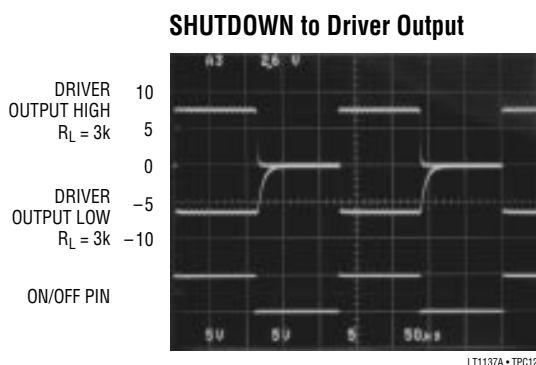 SHUTDOWN to Driver Output
A3 2.6 V
DRIVER
OUTPUT HIGH
RL = 3k
10
5
0
DRIVER
OUTPUT LOW
RL = 3k
–5
–10
ON/OFF PIN
5V 5V 5 50µs
LT1137A • TPC12